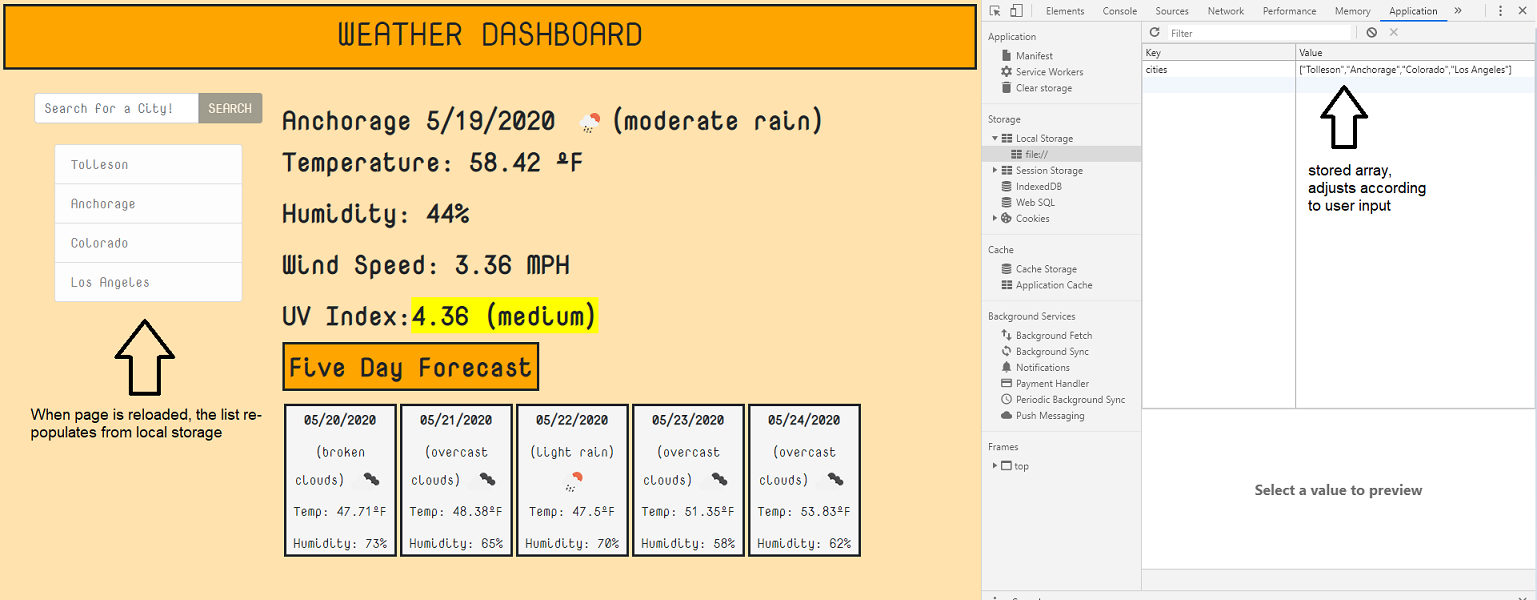 WEATHER DASHBOARD
Search for a City! SEARCH
Tolleson
Anchorage
Colorado
Los Angeles
When page is reloaded, the list re-
populates from local storage
Anchorage 5/19/2020 (moderate rain)
Temperature: 58.42 ºF
Humidity: 44%
Wind Speed: 3.36 MPH
UV Index:4.36 (medium)
Five Day Forecast
05/20/2020
(broken
clouds)
Temp: 47.71ºF
Humidity: 73%
05/21/2020
(overcast
clouds)
Temp: 48.38ºF
Humidity: 65%
05/22/2020
(light rain)
Temp: 47.5ºF
Humidity: 70%
05/23/2020
(overcast
clouds)
Temp: 51.35ºF
Humidity: 58%
05/24/2020
(overcast
clouds)
Temp: 53.83ºF
Humidity: 62%
Elements Console Sources Network Performance Memory Application
Application
Manifest
Service Workers
Clear storage
Storage
Local Storage
file://
Session Storage
IndexedDB
Web SQL
Cookies
Cache
Cache Storage
Application Cache
Background Services
Background Fetch
Background Sync
Notifications
Payment Handler
Periodic Background Sync
Push Messaging
Frames
top
Filter
Key Value
cities ["Tolleson","Anchorage","Colorado","Los Angeles"]
stored array,
adjusts according
to user input
Select a value to preview